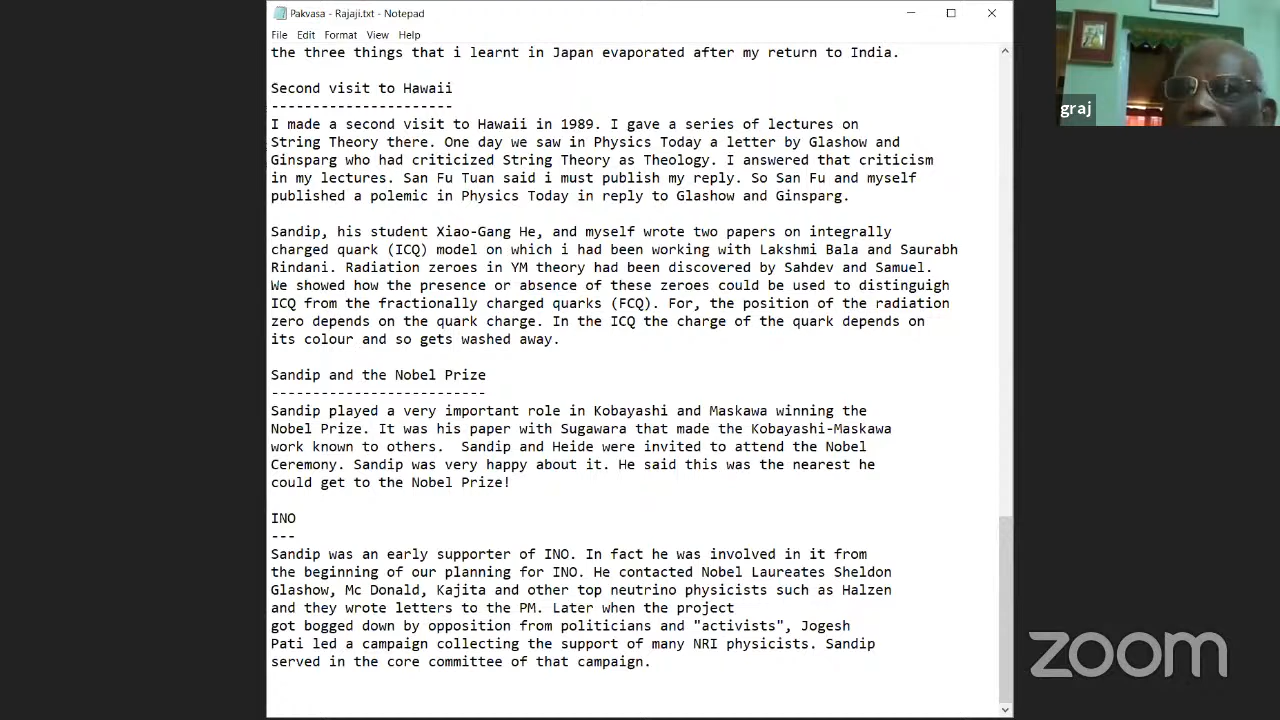 Pakvasa - Rajaji.txt - Notepad
File Edit Format View Help
the three things that i learnt in Japan evaporated after my return to India.
Second visit to Hawaii
----------------------
I made a second visit to Hawaii in 1989. I gave a series of lectures on
String Theory there. One day we saw in Physics Today a letter by Glashow and
Ginsparg who had criticized String Theory as Theology. I answered that criticism
in my lectures. San Fu Tuan said i must publish my reply. So San Fu and myself
published a polemic in Physics Today in reply to Glashow and Ginsparg.
Sandip, his student Xiao-Gang He, and myself wrote two papers on integrally
charged quark (ICQ) model on which i had been working with Lakshmi Bala and Saurabh
Rindani. Radiation zeroes in YM theory had been discovered by Sahdev and Samuel.
We showed how the presence or absence of these zeroes could be used to distinguigh
ICQ from the fractionally charged quarks (FCQ). For, the position of the radiation
zero depends on the quark charge. In the ICQ the charge of the quark depends on
its colour and so gets washed away.
Sandip and the Nobel Prize
--------------------------
Sandip played a very important role in Kobayashi and Maskawa winning the
Nobel Prize. It was his paper with Sugawara that made the Kobayashi-Maskawa
work known to others.  Sandip and Heide were invited to attend the Nobel
Ceremony. Sandip was very happy about it. He said this was the nearest he
could get to the Nobel Prize!
INO
---
Sandip was an early supporter of INO. In fact he was involved in it from
the beginning of our planning for INO. He contacted Nobel Laureates Sheldon
Glashow, Mc Donald, Kajita and other top neutrino physicists such as Halzen
and they wrote letters to the PM. Later when the project
got bogged down by opposition from politicians and "activists", Jogesh
Pati led a campaign collecting the support of many NRI physicists. Sandip
served in the core committee of that campaign.
graj
zoom